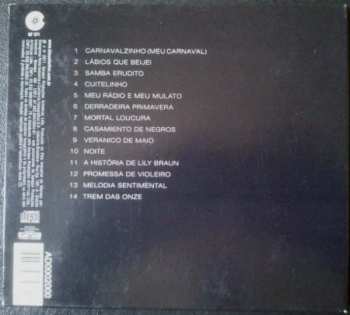 1 CARNAVALZINHO (MEU CARNAVAL)
2 LÁBIOS QUE BEIJEI
3 SAMBA ERUDITO
4 CUITELINHO
5 MEU RÁDIO E MEU MULATO
6 DERRADEIRA PRIMAVERA
7 MORTAL LOUCURA
8 CASAMIENTO DE NEGROS
9 VERANICO DE MAIO
10 NOITE
11 A HISTÓRIA DE LILY BRAUN
12 PROMESSA DE VIOLEIRO
13 MELODIA SENTIMENTAL
14 TREM DAS ONZE